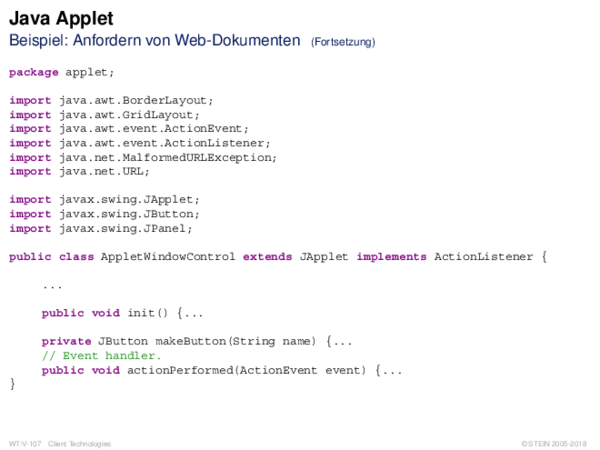 Java Applet
Beispiel: Anfordern von Web-Dokumenten (Fortsetzung)
package applet;
import java.awt.BorderLayout;
import java.awt.GridLayout;
import java.awt.event.ActionEvent;
import java.awt.event.ActionListener;
import java.net.MalformedURLException;
import java.net.URL;
import javax.swing.JApplet;
import javax.swing.JButton;
import javax.swing.JPanel;
public class AppletWindowControl extends JApplet implements ActionListener {
...
public void init() {...
private JButton makeButton(String name) {...
// Event handler.
public void actionPerformed(ActionEvent event) {...
}
WT:V-107 Client Technologies
© STEIN 2005-2018